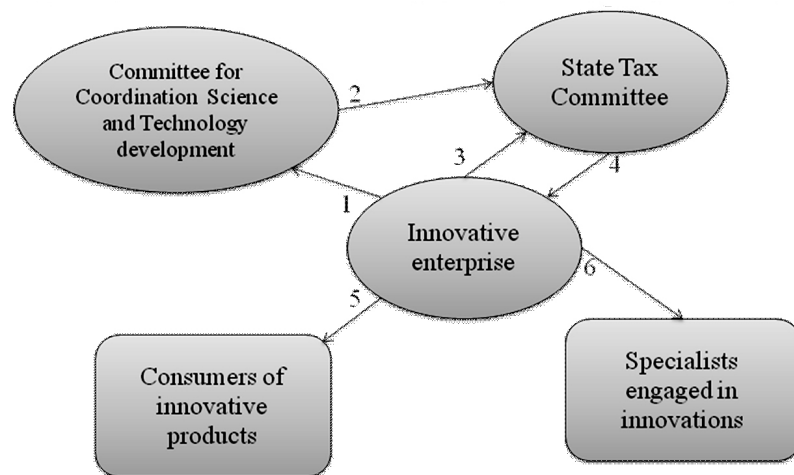 Committee for
Coordination Science
and Technology
development
2
State Tax
Committee
3
4
1
Innovative
enterprise
5
6
Consumers of
innovative
products
Specialists
engaged in
innovations